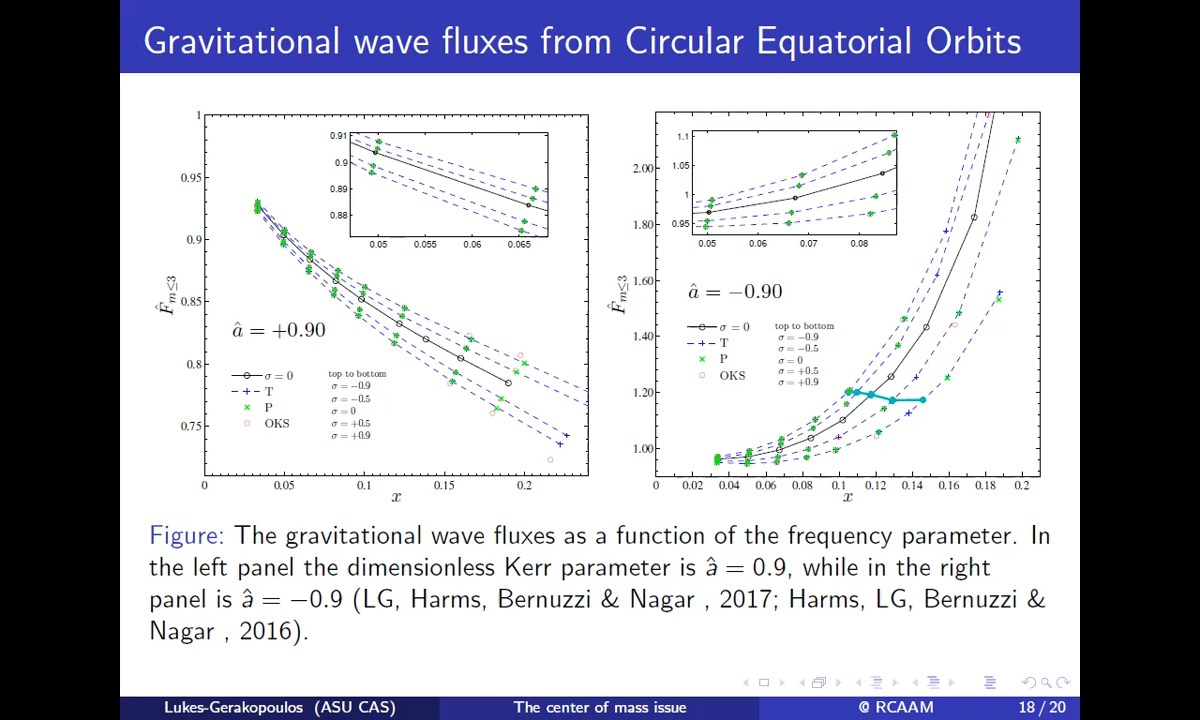 Gravitational wave fluxes from Circular Equatorial Orbits
1
0.95
0.9
0.85
0.8
0.75
0 0.05 0.1 0.15 0.2
x
F̂m≤3
0.91
0.9
0.89
0.88
0.05 0.055 0.06 0.065
â = +0.90
σ = 0
T
P
OKS
top to bottom
σ = −0.9
σ = −0.5
σ = 0
σ = +0.5
σ = +0.9
2.00
1.80
1.60
1.40
1.20
1.00
0 0.02 0.04 0.06 0.08 0.1 0.12 0.14 0.16 0.18 0.2
x
F̂m≤3
1.1
1.05
1
0.95
0.05 0.06 0.07 0.08
â = −0.90
σ = 0
T
P
OKS
top to bottom
σ = −0.9
σ = −0.5
σ = 0
σ = +0.5
σ = +0.9
Figure: The gravitational wave fluxes as a function of the frequency parameter. In
the left panel the dimensionless Kerr parameter is â = 0.9, while in the right
panel is â = −0.9 (LG, Harms, Bernuzzi & Nagar , 2017; Harms, LG, Bernuzzi &
Nagar , 2016).
Lukes-Gerakopoulos (ASU CAS) The center of mass issue @ RCAAM 18 / 20